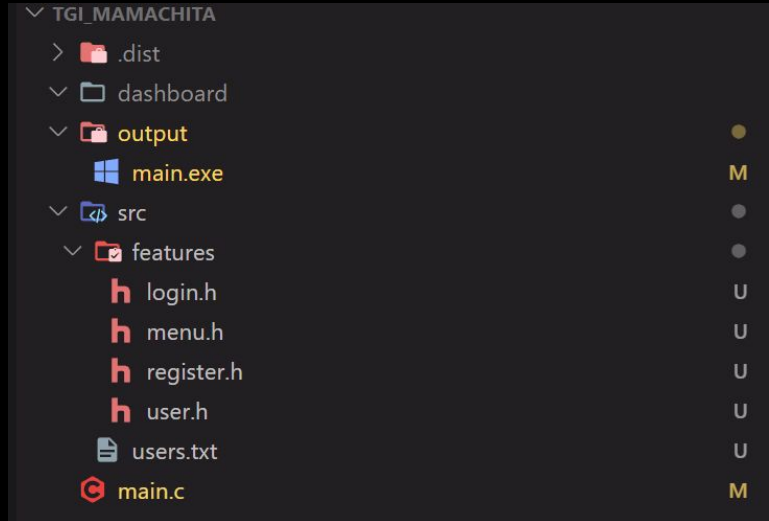 TGI_MAMACHITA
.dist
dashboard
output
main.exe M
src
features
login.h U
menu.h U
register.h U
user.h U
users.txt U
main.c M